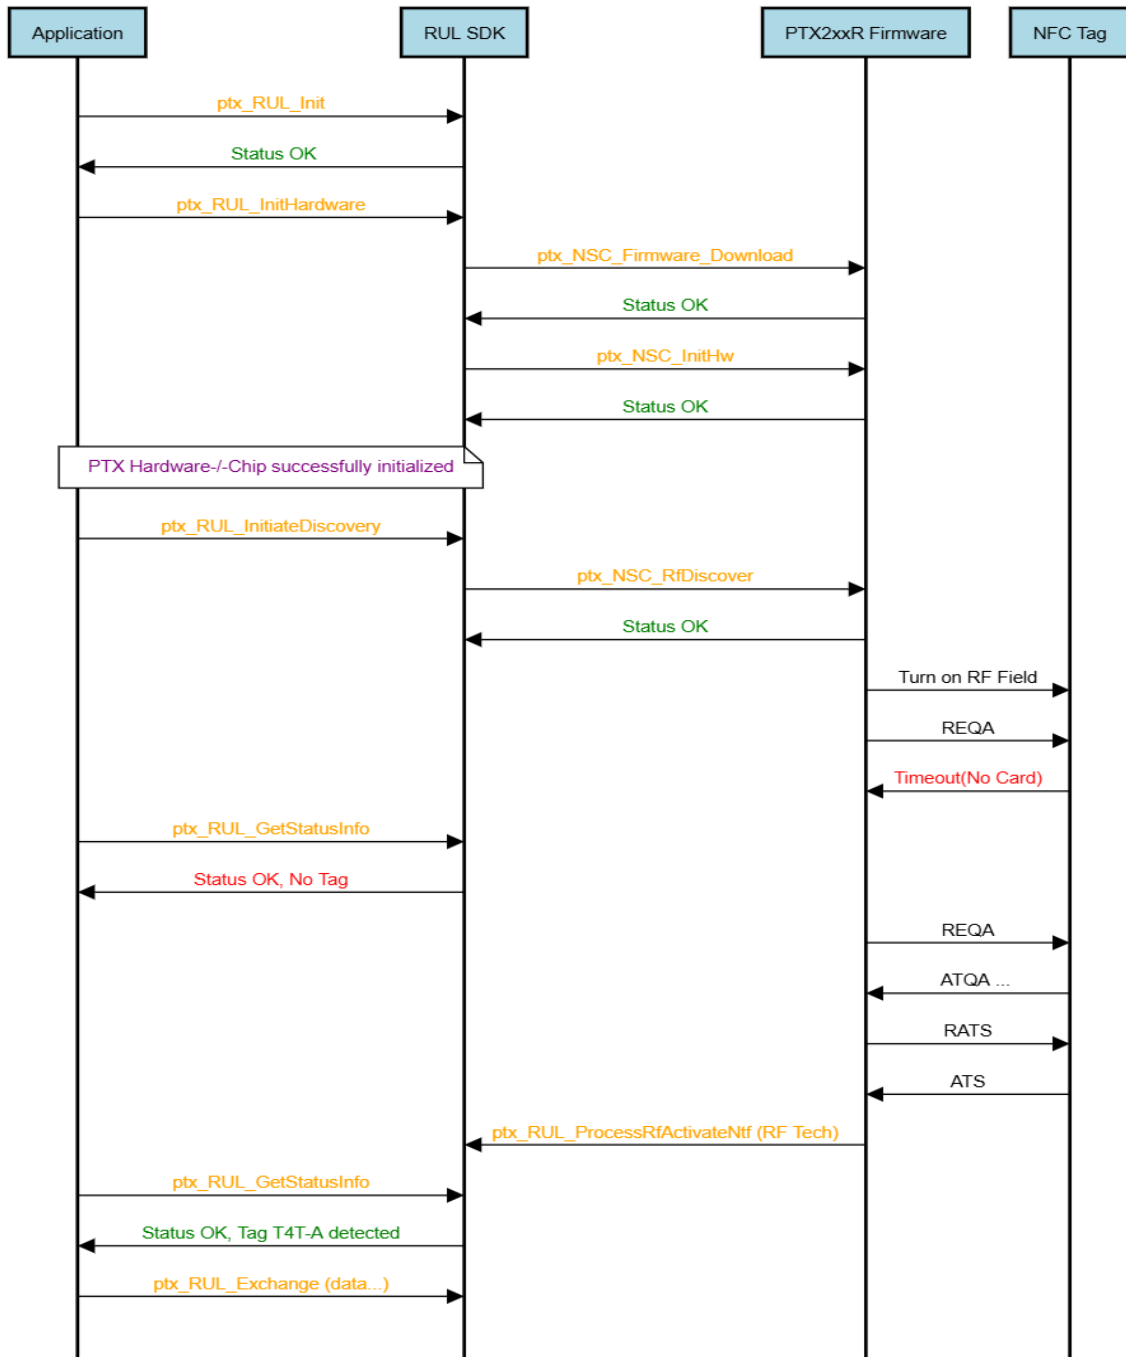 Application
RUL SDK
PTX2xxR Firmware
NFC Tag
ptx_RUL_Init
Status OK
ptx_RUL_InitHardware
ptx_NSC_Firmware_Download
Status OK
ptx_NSC_InitHw
Status OK
PTX Hardware-/-Chip successfully initialized
ptx_RUL_InitiateDiscovery
ptx_NSC_RfDiscover
Status OK
Turn on RF Field
REQA
Timeout(No Card)
ptx_RUL_GetStatusInfo
Status OK, No Tag
REQA
ATQA ...
RATS
ATS
ptx_RUL_ProcessRfActivateNtf (RF Tech)
ptx_RUL_GetStatusInfo
Status OK, Tag T4T-A detected
ptx_RUL_Exchange (data...)